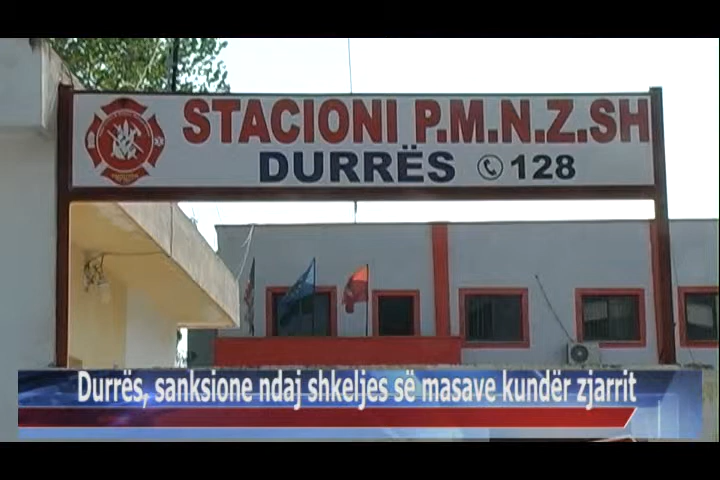 STACIONI P.M.N.Z.SH
DURRËS 128
Durrës, sanksione ndaj shkeljes së masave kundër zjarrit